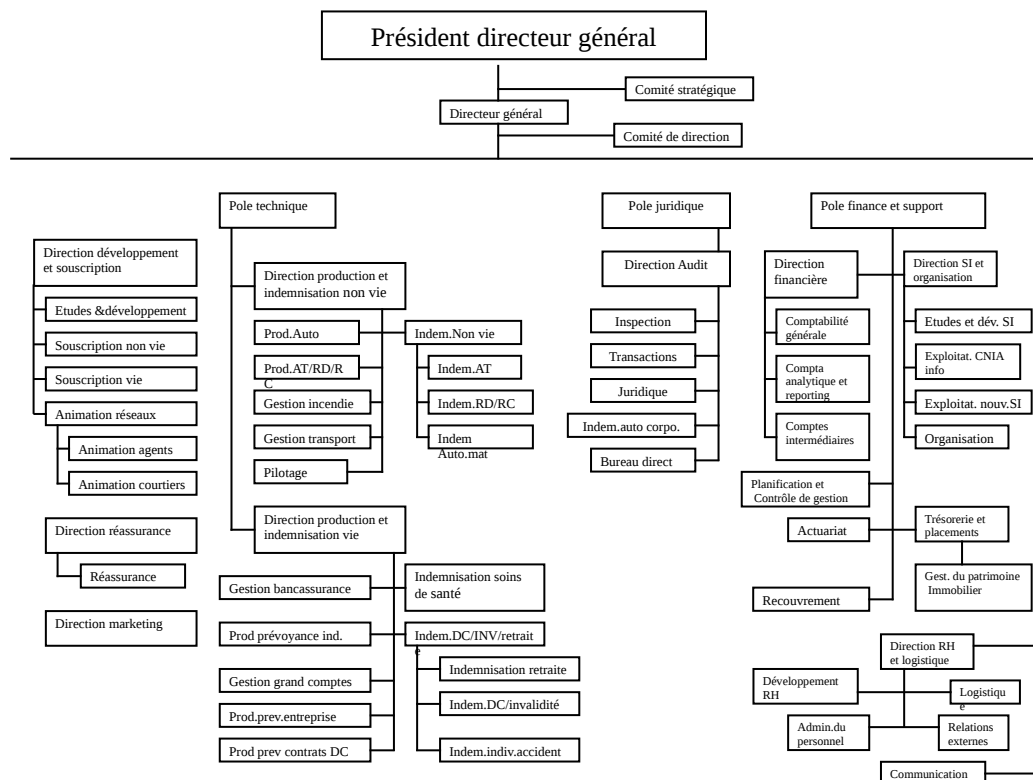 Président directeur général
Comité stratégique
Directeur général
Comité de direction
Pole technique
Pole juridique
Pole finance et support
Direction développement
et souscription
Etudes &développement
Souscription non vie
Souscription vie
Animation réseaux
Animation agents
Animation courtiers
Direction réassurance
Réassurance
Direction marketing
Direction production et
indemnisation non vie
Prod.Auto
Prod.AT/RD/R
C
Gestion incendie
Gestion transport
Pilotage
Indem.Non vie
Indem.AT
Indem.RD/RC
Indem
Auto.mat
Direction production et
indemnisation vie
Gestion bancassurance
Prod prévoyance ind.
Gestion grand comptes
Prod.prev.entreprise
Prod prev contrats DC
Indemnisation soins
de santé
Indem.DC/INV/retrait
e
Indemnisation retraite
Indem.DC/invalidité
Indem.indiv.accident
Direction Audit
Inspection
Transactions
Juridique
Indem.auto corpo.
Bureau direct
Direction
financière
Comptabilité
générale
Compta
analytique et
reporting
Comptes
intermédiaires
Direction SI et
organisation
Etudes et dév. SI
Exploitat. CNIA
info
Exploitat. nouv.SI
Organisation
Planification et
Contrôle de gestion
Actuariat
Trésorerie et
placements
Gest. du patrimoine
Immobilier
Recouvrement
Direction RH
et logistique
Développement
RH
Logistiqu
e
Admin.du
personnel
Relations
externes
Communication